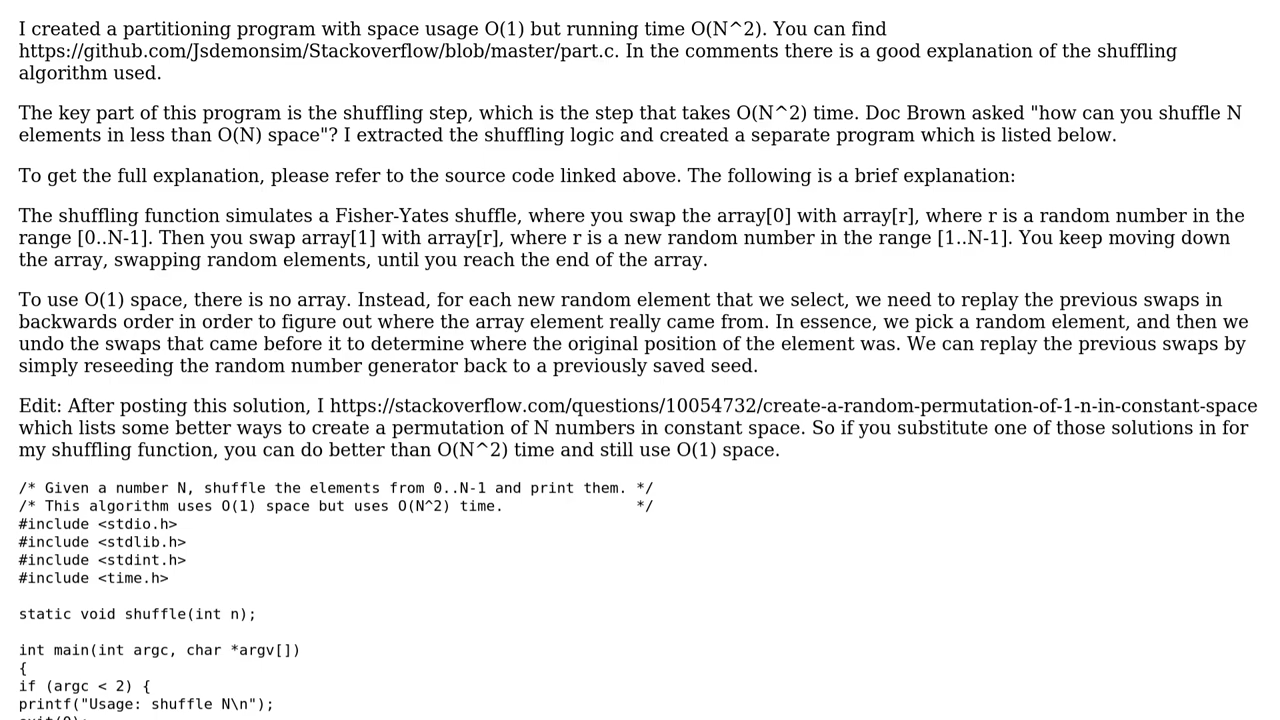 I created a partitioning program with space usage O(1) but running time O(N^2). You can find
https://github.com/Jsdemonsim/Stackoverflow/blob/master/part.c. In the comments there is a good explanation of the shuffling
algorithm used.
The key part of this program is the shuffling step, which is the step that takes O(N^2) time. Doc Brown asked "how can you shuffle N
elements in less than O(N) space"? I extracted the shuffling logic and created a separate program which is listed below.
To get the full explanation, please refer to the source code linked above. The following is a brief explanation:
The shuffling function simulates a Fisher-Yates shuffle, where you swap the array[0] with array[r], where r is a random number in the
range [0..N-1]. Then you swap array[1] with array[r], where r is a new random number in the range [1..N-1]. You keep moving down
the array, swapping random elements, until you reach the end of the array.
To use O(1) space, there is no array. Instead, for each new random element that we select, we need to replay the previous swaps in
backwards order in order to figure out where the array element really came from. In essence, we pick a random element, and then we
undo the swaps that came before it to determine where the original position of the element was. We can replay the previous swaps by
simply reseeding the random number generator back to a previously saved seed.
Edit: After posting this solution, I https://stackoverflow.com/questions/10054732/create-a-random-permutation-of-1-n-in-constant-space
which lists some better ways to create a permutation of N numbers in constant space. So if you substitute one of those solutions in for
my shuffling function, you can do better than O(N^2) time and still use O(1) space.
/* Given a number N, shuffle the elements from 0..N-1 and print them. */
/* This algorithm uses O(1) space but uses O(N^2) time.               */
#include <stdio.h>
#include <stdlib.h>
#include <stdint.h>
#include <time.h>
static void shuffle(int n);
int main(int argc, char *argv[])
{
if (argc < 2) {
printf("Usage: shuffle N\n");
exit(0);